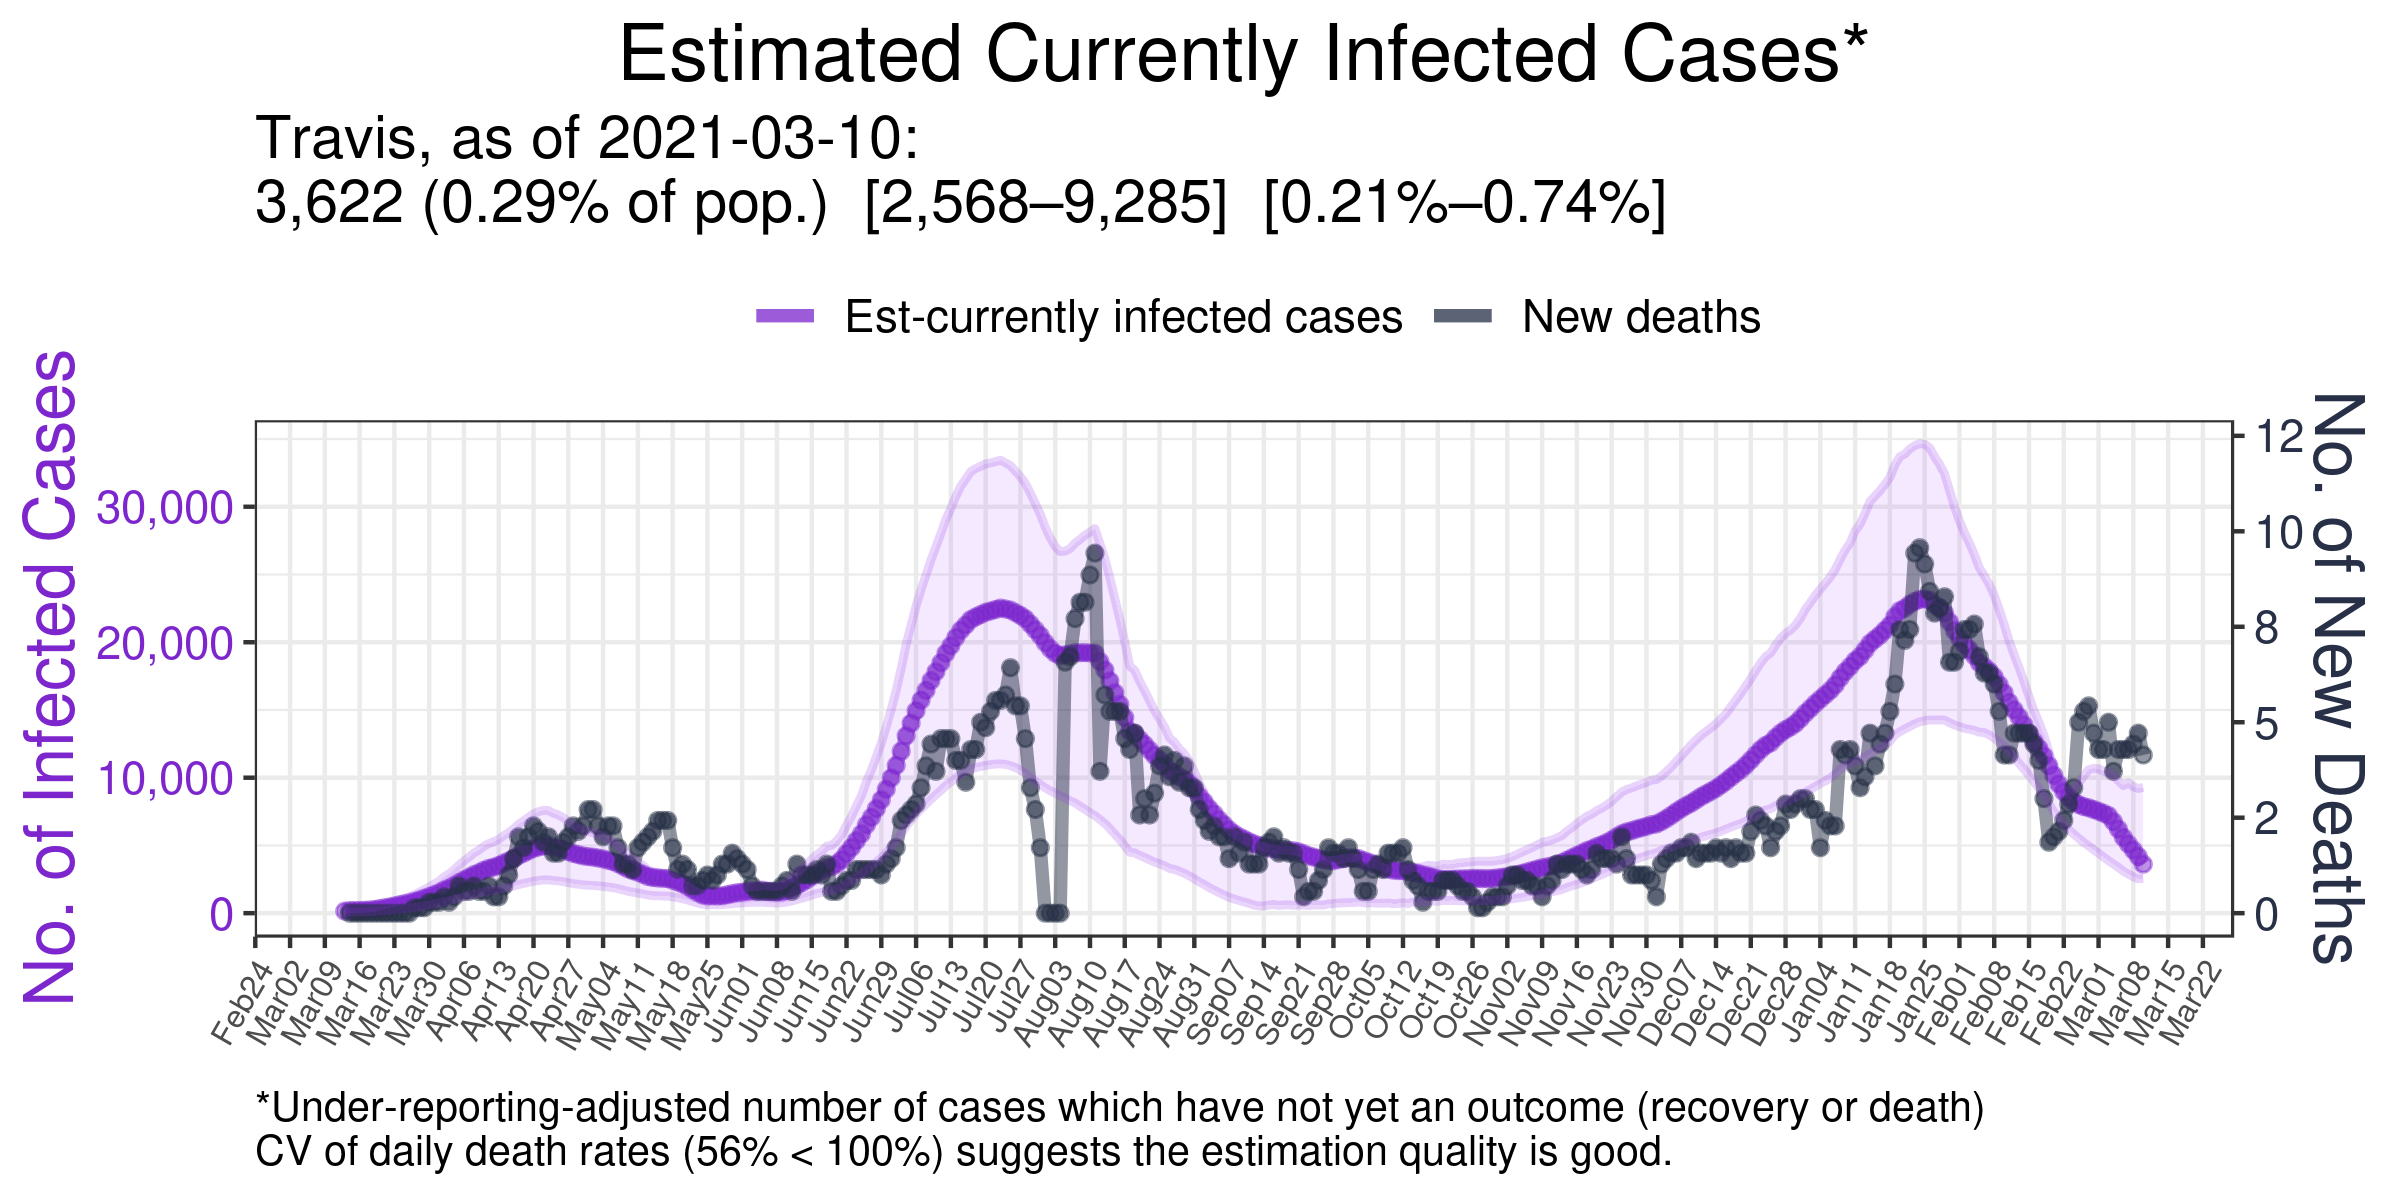 Estimated Currently Infected Cases*
Travis, as of 2021-03-10:
3,622 (0.29% of pop.) [2,568–9,285] [0.21%–0.74%]
Est-currently infected cases
New deaths
No. of Infected Cases
30,000
20,000
10,000
0
12
10
8
5
2
0
No. of New Deaths
Feb24
Mar02
Mar09
Mar16
Mar23
Mar30
Apr06
Apr13
Apr20
Apr27
May04
May11
May18
May25
Jun01
Jun08
Jun15
Jun22
Jun29
Jul06
Jul13
Jul20
Jul27
Aug03
Aug10
Aug17
Aug24
Aug31
Sep07
Sep14
Sep21
Sep28
Oct05
Oct12
Oct19
Oct26
Nov02
Nov09
Nov16
Nov23
Nov30
Dec07
Dec14
Dec21
Dec28
Jan04
Jan11
Jan18
Jan25
Feb01
Feb08
Feb15
Feb22
Mar01
Mar08
Mar15
Mar22
*Under-reporting-adjusted number of cases which have not yet an outcome (recovery or death)
CV of daily death rates (56% < 100%) suggests the estimation quality is good.